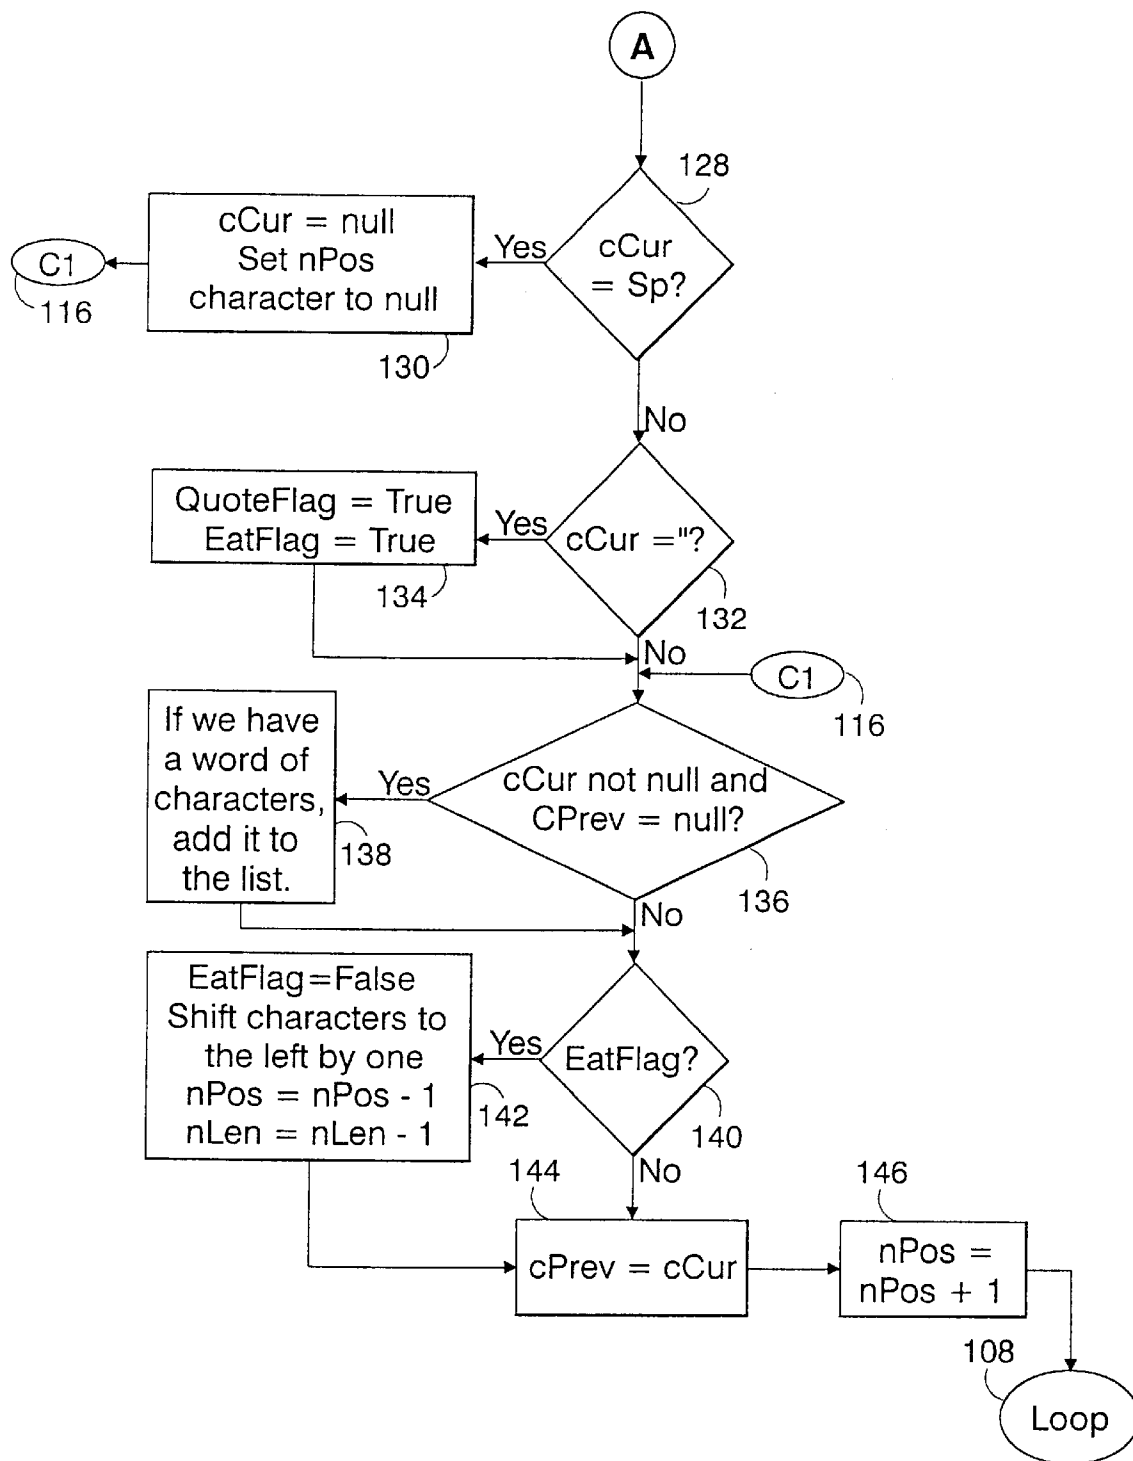 A
128
cCur
= Sp?
Yes
cCur = null
Set nPos
character to null
C1
116
130
No
cCur ="?
Yes
QuoteFlag = True
EatFlag = True
134
132
No
C1
116
cCur not null and
CPrev = null?
Yes
If we have
a word of
characters,
add it to
the list.
138
136
No
EatFlag?
Yes
EatFlag=False
Shift characters to
the left by one
nPos = nPos - 1
nLen = nLen - 1
142
140
No
144
cPrev = cCur
146
nPos =
nPos + 1
108
Loop